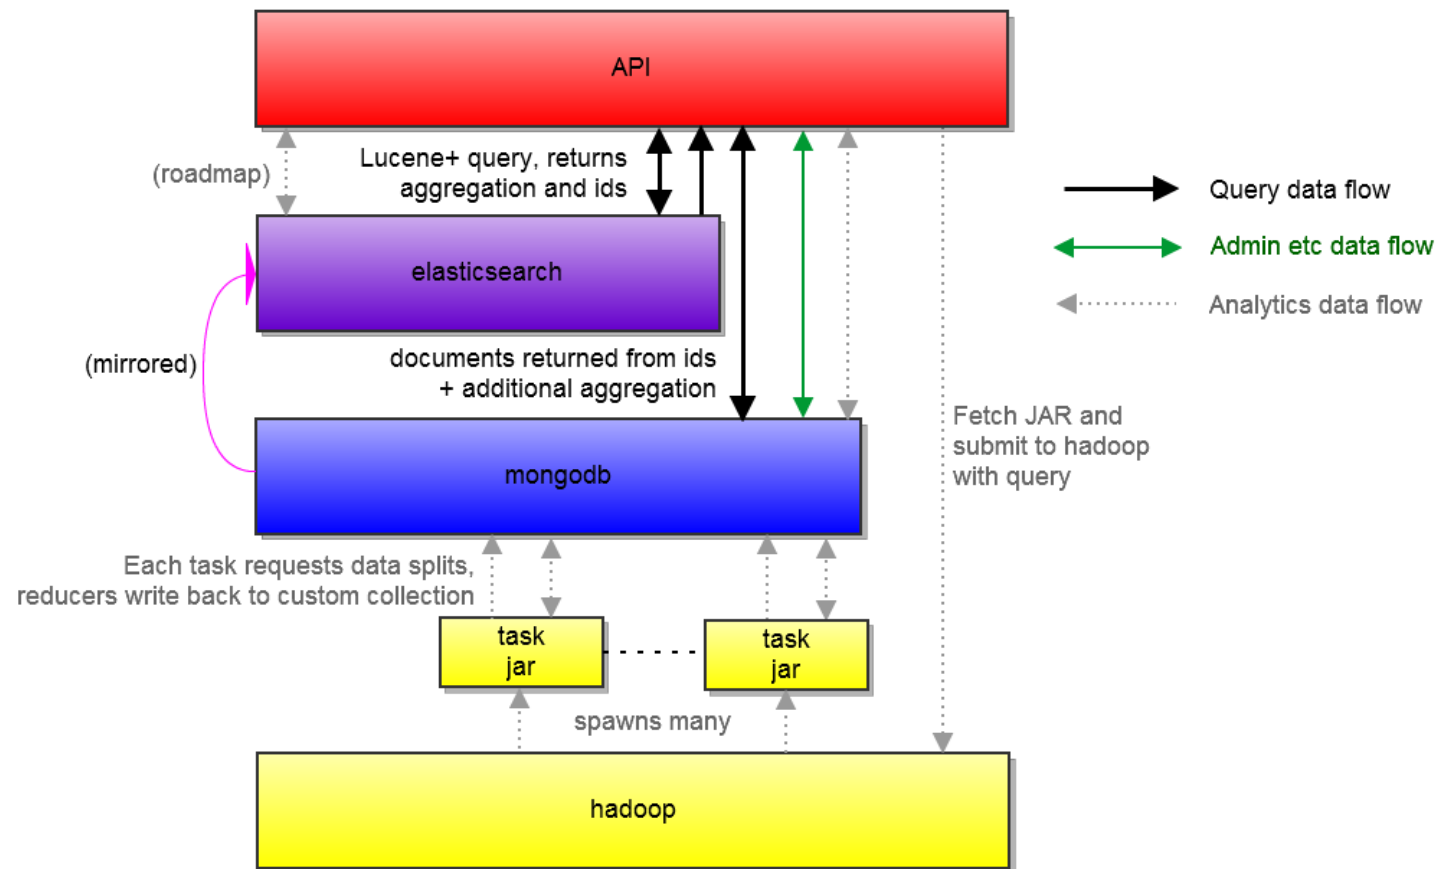 API
(roadmap)
Lucene+ query, returns
aggregation and ids
Query data flow
Admin etc data flow
Analytics data flow
elasticsearch
(mirrored)
documents returned from ids
+ additional aggregation
Fetch JAR and
submit to hadoop
with query
mongodb
Each task requests data splits,
reducers write back to custom collection
task
jar
task
jar
spawns many
hadoop